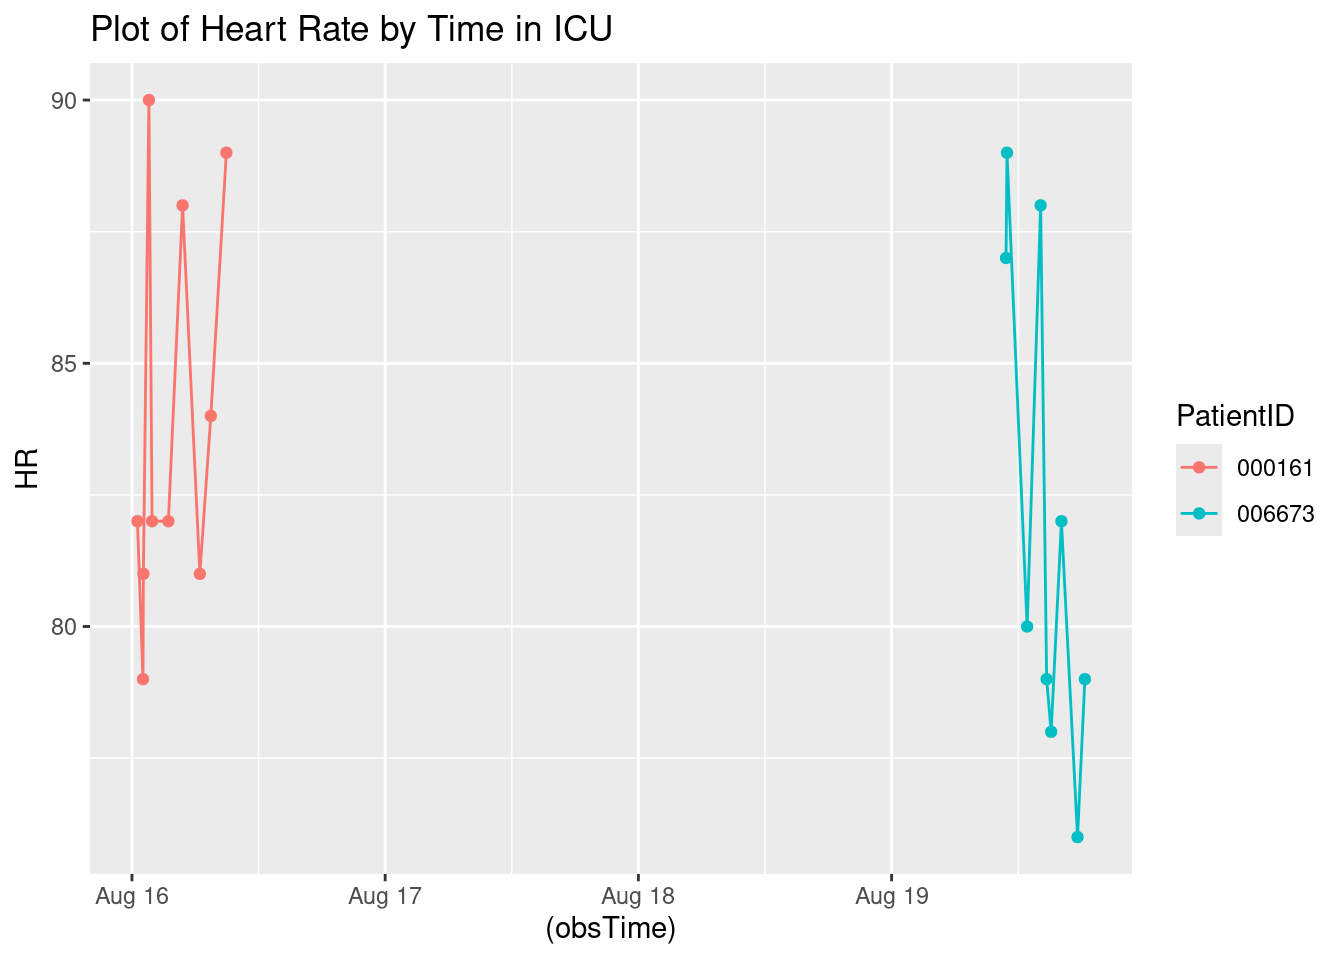 Plot of Heart Rate by Time in ICU
90
85
80
HR
Aug 16
Aug 17
Aug 18
Aug 19
(obsTime)
PatientID
000161
006673